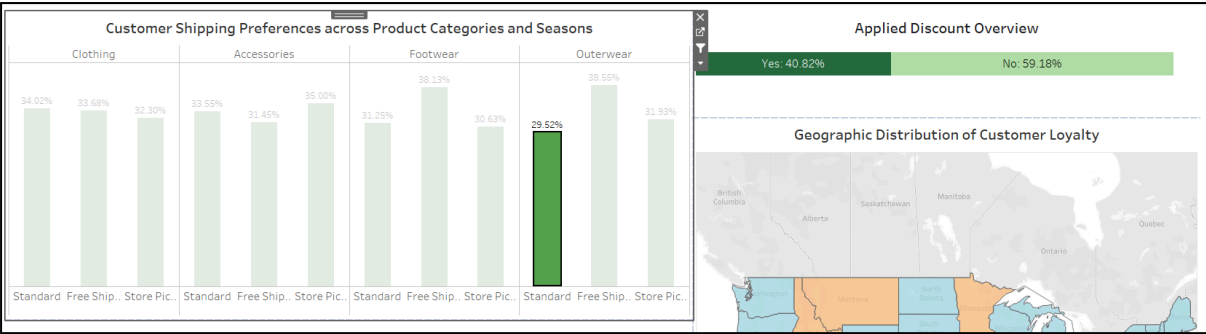 Customer Shipping Preferences across Product Categories and Seasons
Clothing
Accessories
Footwear
Outerwear
34.02%
33.68%
32.30%
33.55%
31.45%
35.00%
31.25%
38.13%
30.63%
29.52%
38.55%
31.93%
Standard Free Ship.. Store Pic.. Standard Free Ship.. Store Pic.. Standard Free Ship.. Store Pic.. Standard Free Ship.. Store Pic..
Applied Discount Overview
Yes: 40.82%
No: 59.18%
Geographic Distribution of Customer Loyalty
British
Columbia
Alberta
Saskatchewan
Manitoba
Ontario
Quebec
Montana
North
Dakota